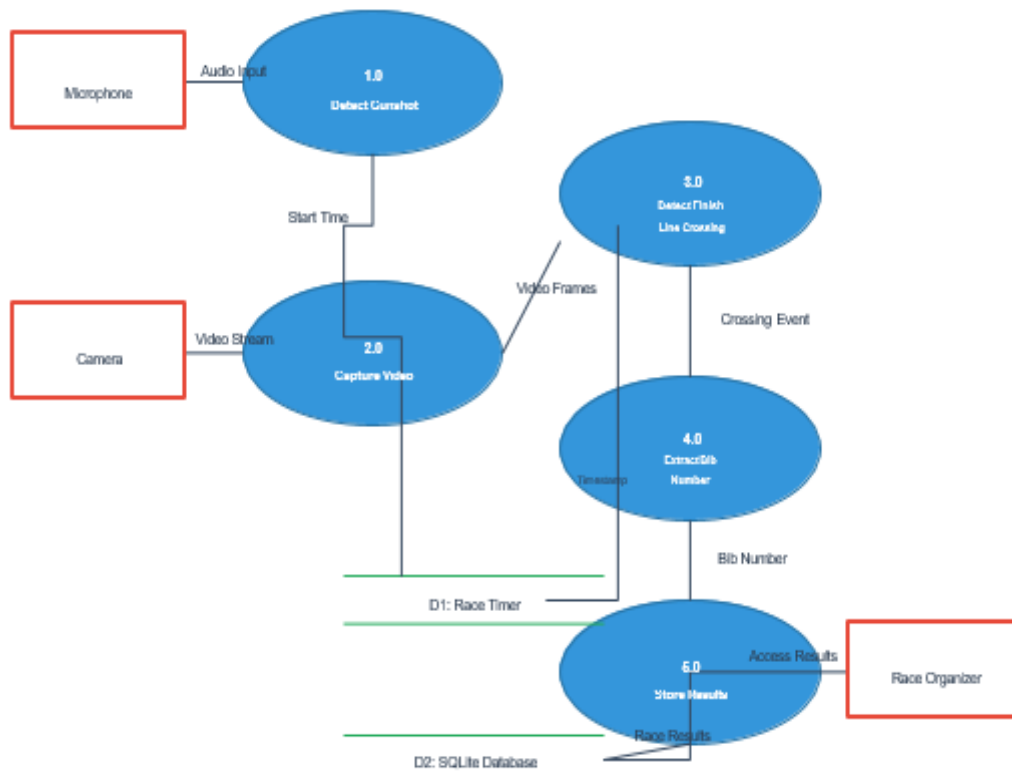 1.0
Audio Input
Microphone
Detect Gunshot
3.0
Detect Finish
Line Crossing
Start Time
Video Frames
Crossing Event
Video Stream
2.0
Camera
Capture Video
4.0
Extract Bib
Number
Timestamp
Bib Number
D1: Race Timer
Access Results
5.0
Race Organizer
Store Results
Race Results
D2: SQLite Database